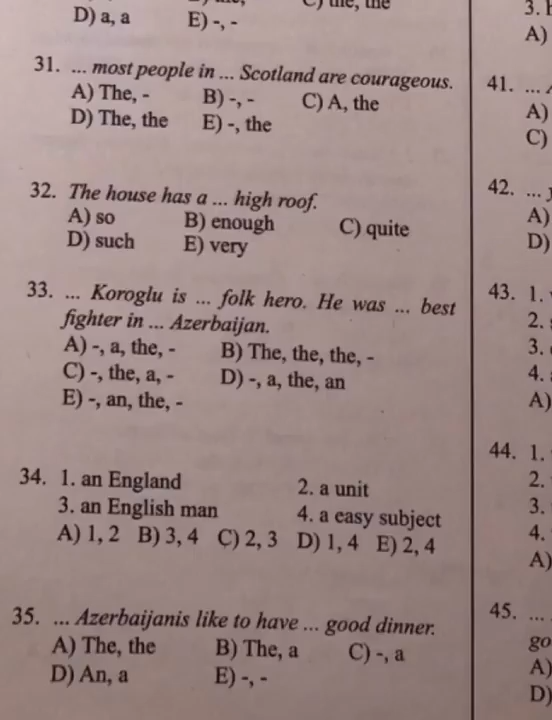 D) a, a E) -, -
31. ... most people in ... Scotland are courageous.
A) The, - B) -, - C) A, the
D) The, the E) -, the
32. The house has a ... high roof.
A) so B) enough C) quite
D) such E) very
33. ... Koroglu is ... folk hero. He was ... best
fighter in ... Azerbaijan.
A) -, a, the, - B) The, the, the, -
C) -, the, a, - D) -, a, the, an
E) -, an, the, -
34. 1. an England 2. a unit
3. an English man 4. a easy subject
A) 1, 2 B) 3, 4 C) 2, 3 D) 1, 4 E) 2, 4
35. ... Azerbaijanis like to have ... good dinner.
A) The, the B) The, a C) -, a
D) An, a E) -, -
3.
A)
41. ...
A)
C)
42. ...
A)
D)
43. 1.
2.
3.
4.
A)
44. 1.
2.
3.
4.
A)
45. ...
go
A)
D)